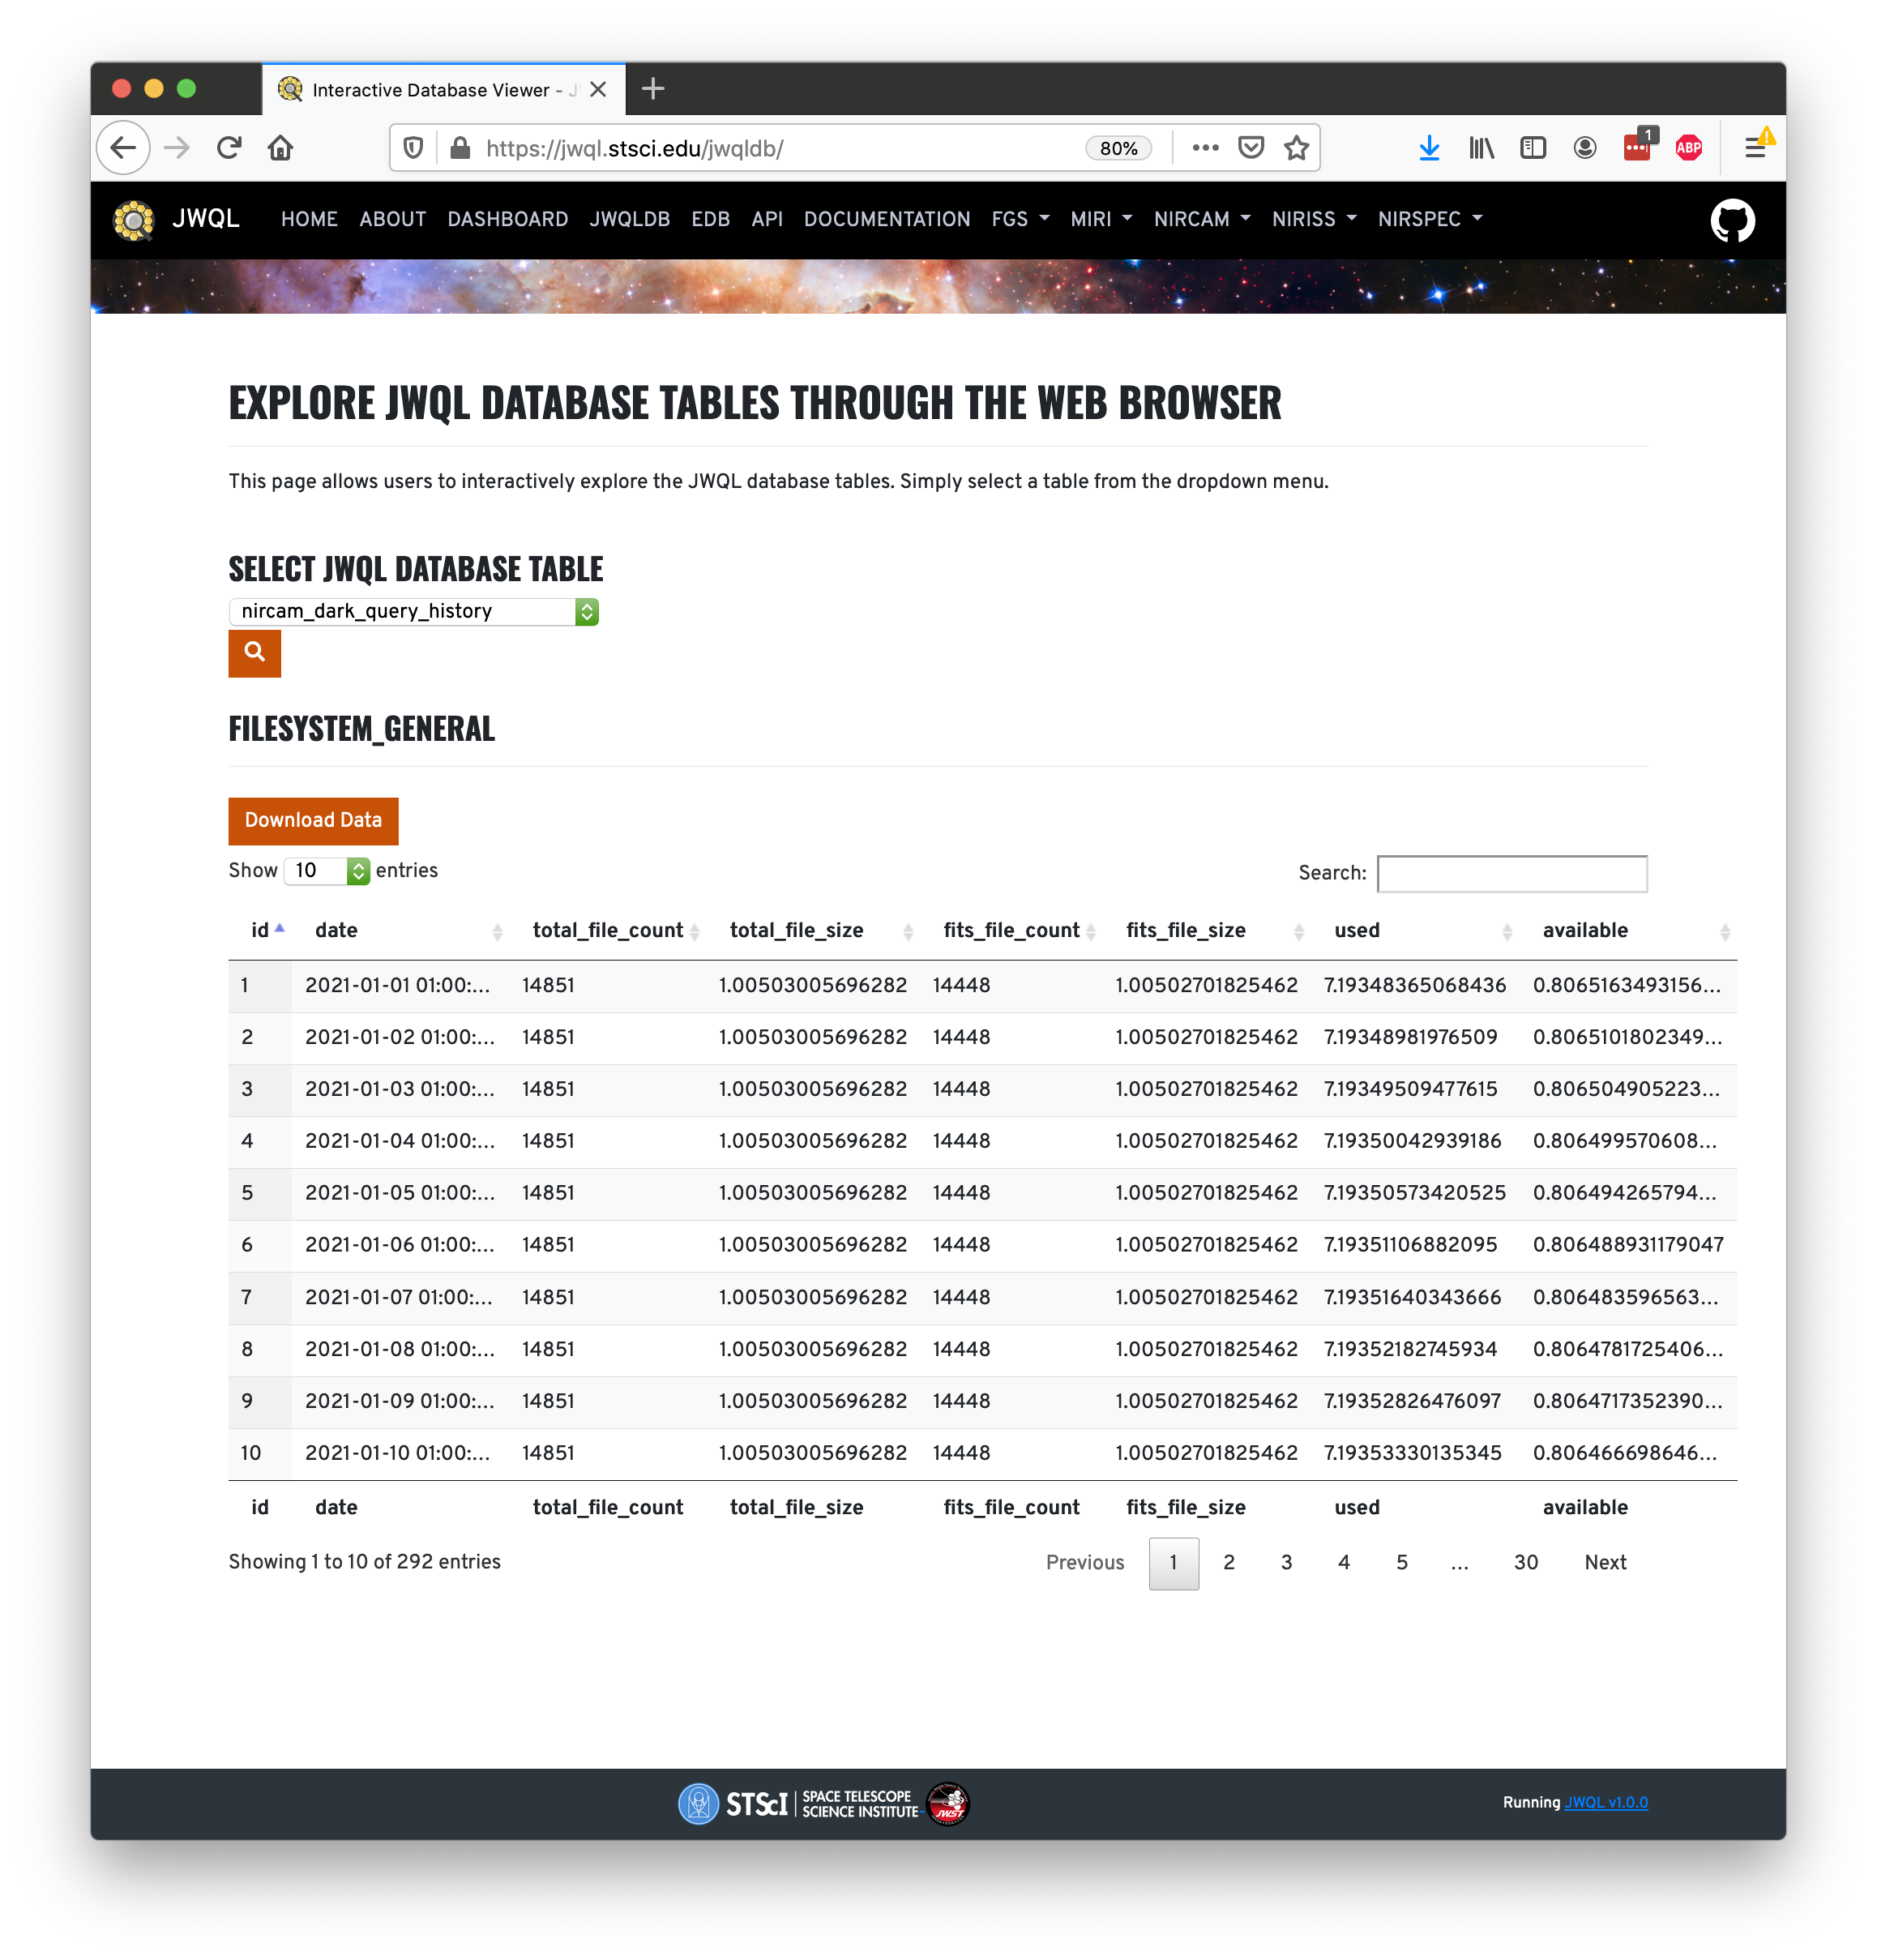 Interactive Database Viewer - J
https://jwql.stsci.edu/jwqldb/
80%
1
ABP
JWQL HOME ABOUT DASHBOARD JWQLDB EDB API DOCUMENTATION FGS MIRI NIRCAM NIRISS NIRSPEC
EXPLORE JWQL DATABASE TABLES THROUGH THE WEB BROWSER
This page allows users to interactively explore the JWQL database tables. Simply select a table from the dropdown menu.
SELECT JWQL DATABASE TABLE
nircam_dark_query_history
FILESYSTEM_GENERAL
Download Data
Show 10 entries
Search:
id date total_file_count total_file_size fits_file_count fits_file_size used available
1 2021-01-01 01:00:... 14851 1.00503005696282 14448 1.00502701825462 7.19348365068436 0.8065163493156...
2 2021-01-02 01:00:... 14851 1.00503005696282 14448 1.00502701825462 7.19348981976509 0.8065101802349...
3 2021-01-03 01:00:... 14851 1.00503005696282 14448 1.00502701825462 7.19349509477615 0.806504905223...
4 2021-01-04 01:00:... 14851 1.00503005696282 14448 1.00502701825462 7.19350042939186 0.806499570608...
5 2021-01-05 01:00:... 14851 1.00503005696282 14448 1.00502701825462 7.19350573420525 0.806494265794...
6 2021-01-06 01:00:... 14851 1.00503005696282 14448 1.00502701825462 7.19351106882095 0.806488931179047
7 2021-01-07 01:00:... 14851 1.00503005696282 14448 1.00502701825462 7.19351640343666 0.806483596563...
8 2021-01-08 01:00:... 14851 1.00503005696282 14448 1.00502701825462 7.19352182745934 0.8064781725406...
9 2021-01-09 01:00:... 14851 1.00503005696282 14448 1.00502701825462 7.19352826476097 0.8064717352390...
10 2021-01-10 01:00:... 14851 1.00503005696282 14448 1.00502701825462 7.19353330135345 0.806466698646...
id date total_file_count total_file_size fits_file_count fits_file_size used available
Showing 1 to 10 of 292 entries
Previous 1 2 3 4 5 ... 30 Next
STScI SPACE TELESCOPE
SCIENCE INSTITUTE
JWST
Running JWQL v1.0.0